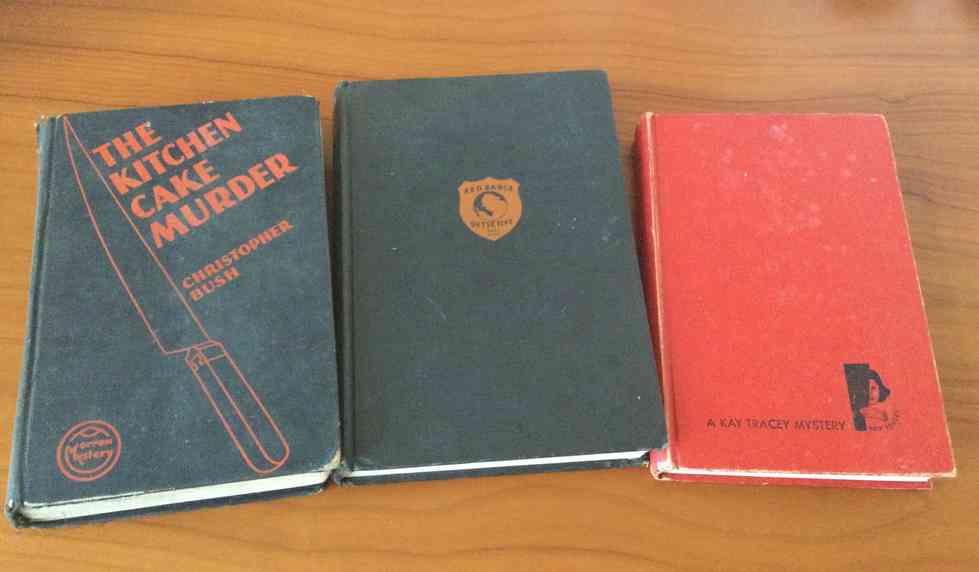 THE
KITCHEN
CAKE
MURDER
CHRISTOPHER
BUSH
Morrow
Mystery
RED BADGE
DETECTIVE
A KAY TRACEY MYSTERY